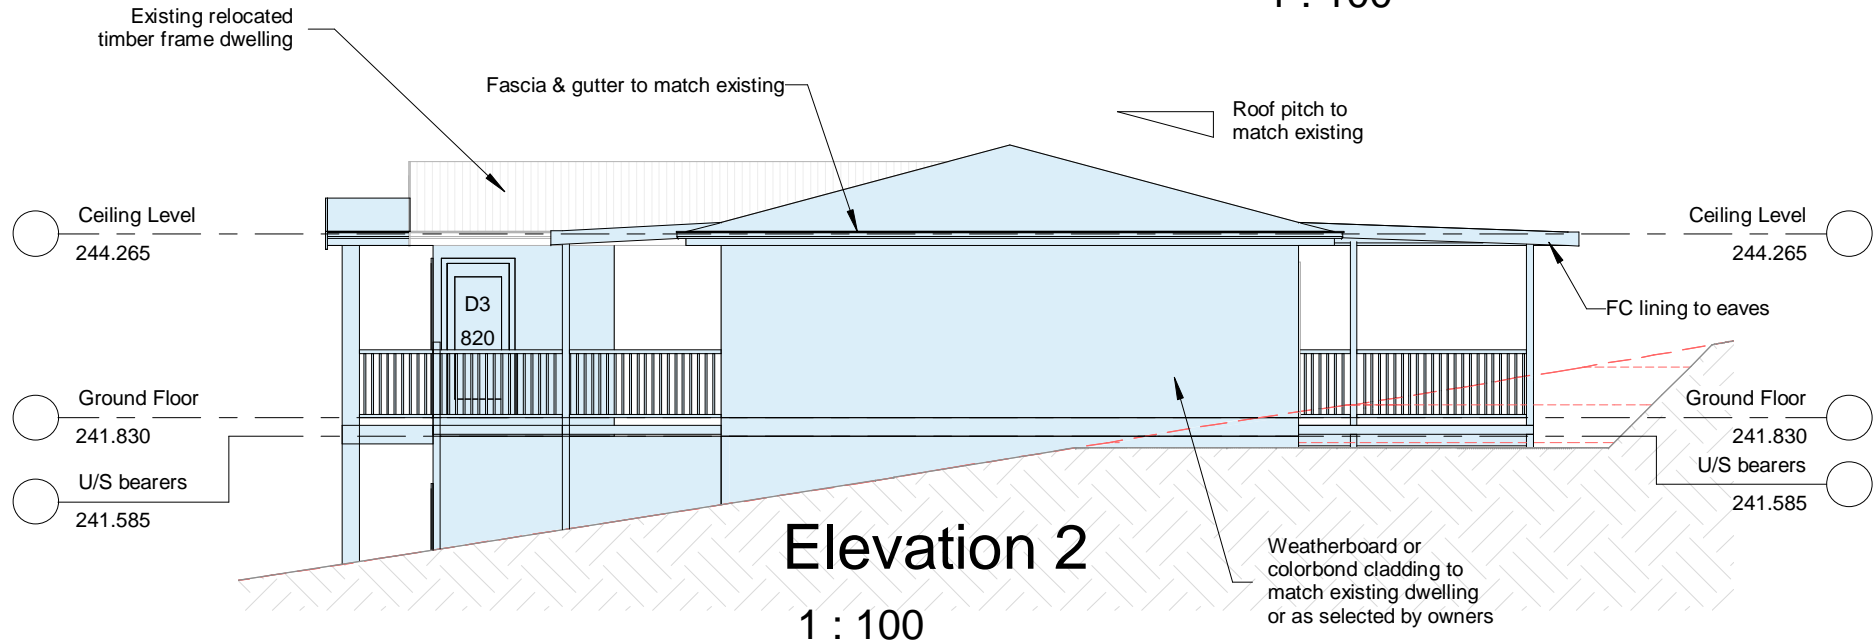 1 : 100
Existing relocated
timber frame dwelling
Fascia & gutter to match existing
Roof pitch to
match existing
Ceiling Level
244.265
Ceiling Level
244.265
D3
820
FC lining to eaves
Ground Floor
241.830
Ground Floor
241.830
U/S bearers
241.585
U/S bearers
241.585
Elevation 2
1 : 100
Weatherboard or
colorbond cladding to
match existing dwelling
or as selected by owners